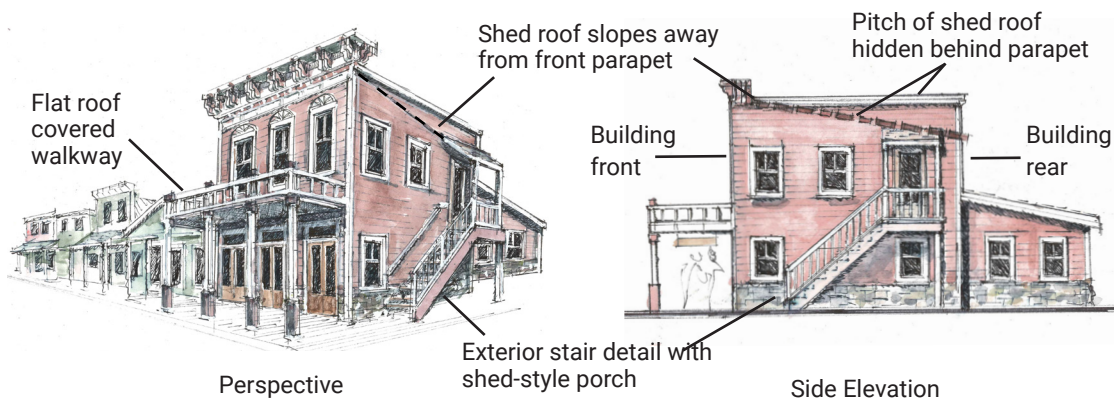 Shed roof slopes away
from front parapet
Pitch of shed roof
hidden behind parapet
Flat roof
covered
walkway
Building
front
Building
rear
Exterior stair detail with
shed-style porch
Perspective
Side Elevation